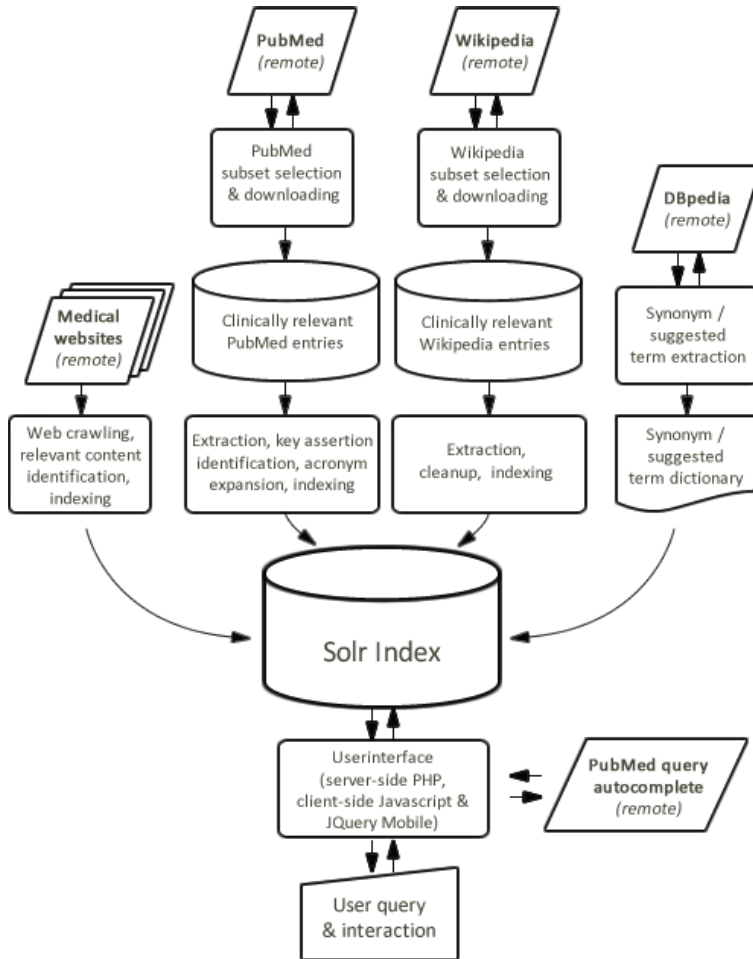 PubMed
(remote)
Wikipedia
(remote)
PubMed
subset selection
& downloading
Wikipedia
subset selection
& downloading
DBpedia
(remote)
Medical
websites
(remote)
Clinically relevant
PubMed entries
Clinically relevant
Wikipedia entries
Synonym /
suggested
term extraction
Web crawling,
relevant content
identification,
indexing
Extraction, key assertion
identification, acronym
expansion, indexing
Extraction,
cleanup, indexing
Synonym /
suggested
term dictionary
Solr Index
Userinterface
(server-side PHP,
client-side Javascript &
JQuery Mobile)
PubMed query
autocomplete
(remote)
User query
& interaction